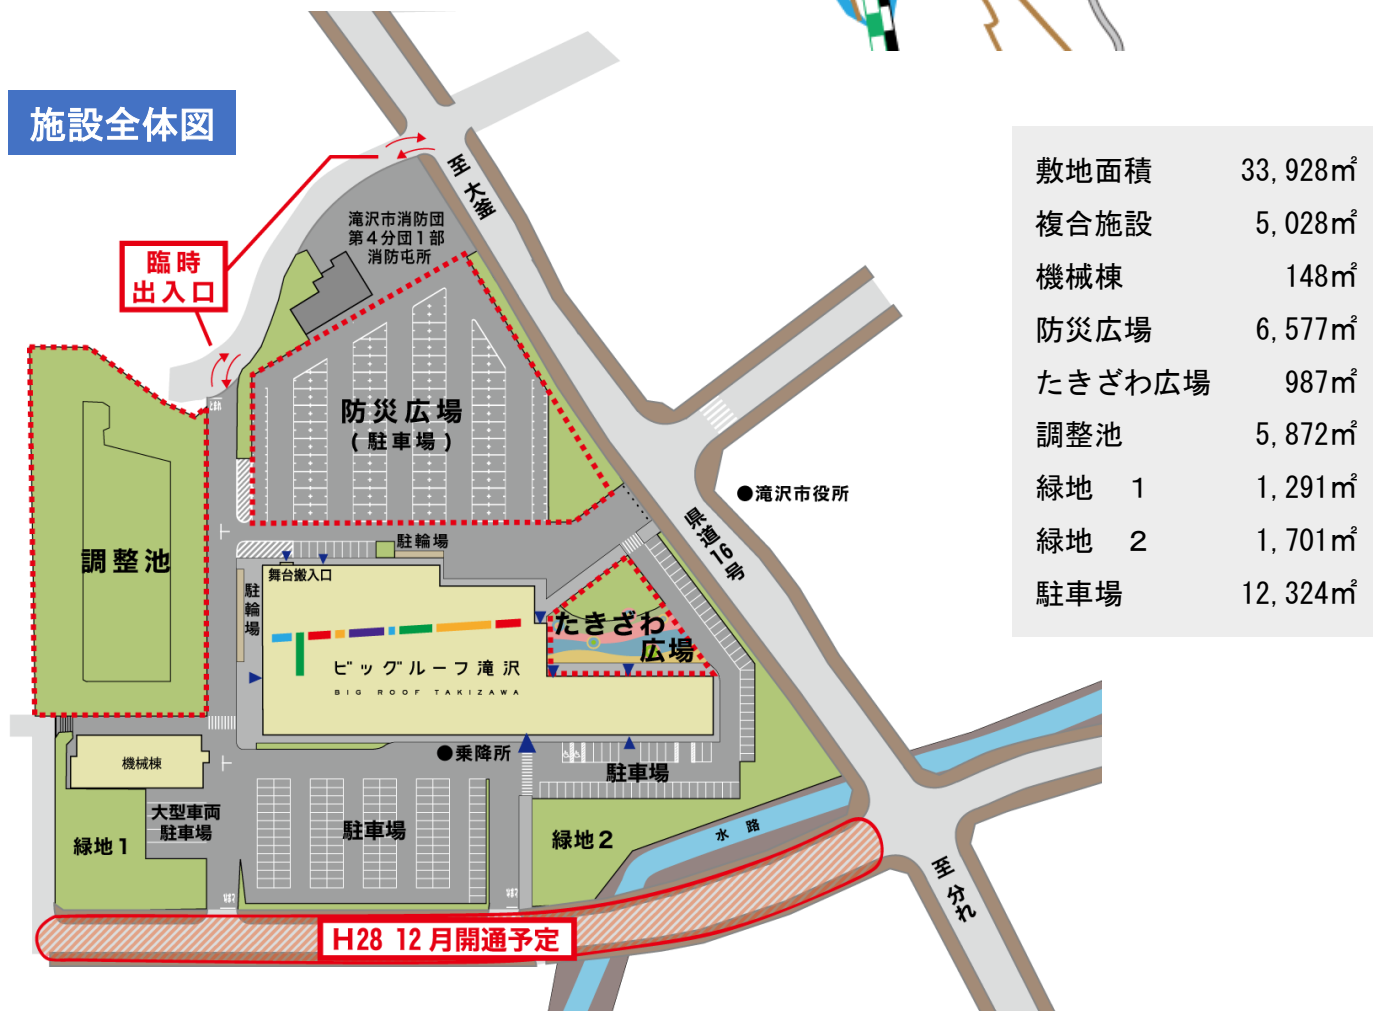 施設全体図
敷地面積 33,928㎡
複合施設 5,028㎡
機械棟 148㎡
防災広場 6,577㎡
たきざわ広場 987㎡
調整池 5,872㎡
緑地 1 1,291㎡
緑地 2 1,701㎡
駐車場 12,324㎡
至 大釜
滝沢市消防団
第4分団1部
消防屯所
臨時
出入口
防災広場
(駐車場)
●滝沢市役所
県道16号
調整池
駐輪場
舞台搬入口
駐輪場
たきざわ
広場
ビッグルーフ滝沢
BIG ROOF TAKIZAWA
●乗降所
機械棟
駐車場
大型車両
駐車場
駐車場
緑地1
緑地2
水路
至 分れ
H28 12月開通予定